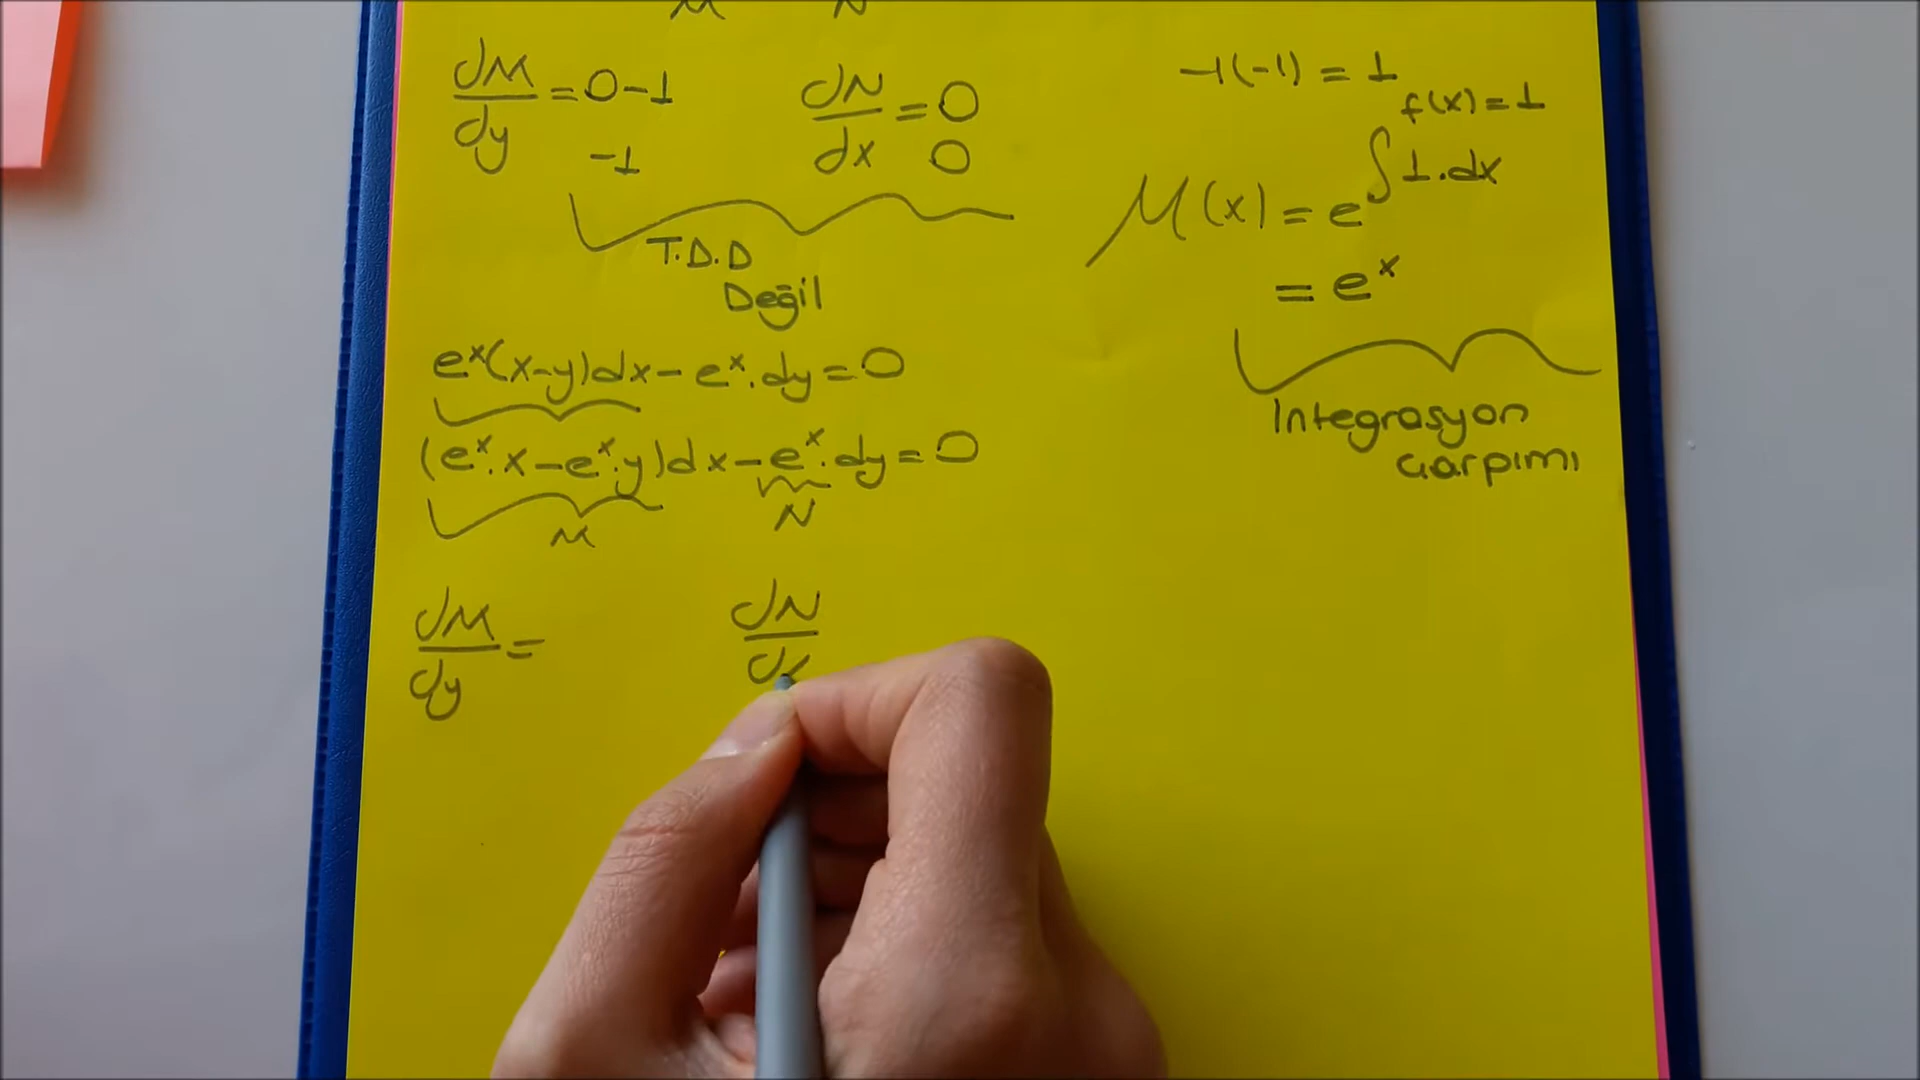 M N
dM/dy = 0-1 dN/dx = 0
-1 0
T.D.D
Değil
-1(-1) = 1
f(x) = 1
M(x) = e^∫1.dx
= e^x
Integrasyon
Çarpımı
e^x(x-y)dx - e^x.dy = 0
(e^x.x - e^x.y)dx - e^x.dy = 0
M N
dM/dy = dN/dx